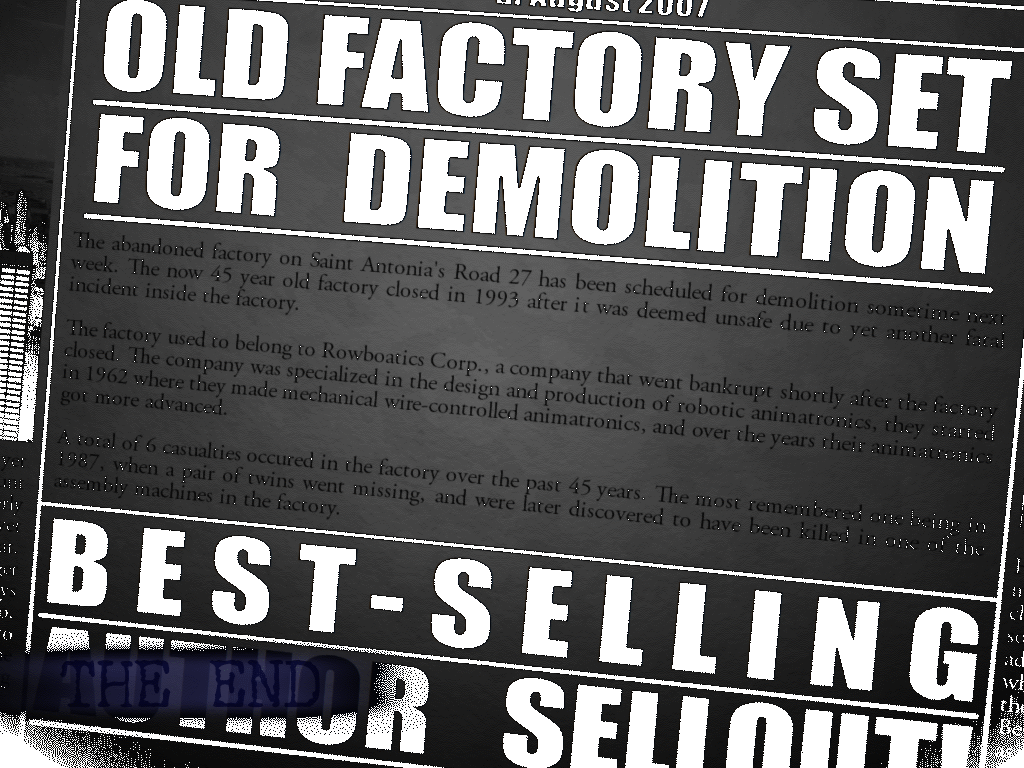 August 2007
OLD FACTORY SET
FOR DEMOLITION
The abandoned factory on Saint Antonia's Road 27 has been scheduled for demolition sometime next
week. The now 45 year old factory closed in 1993 after it was deemed unsafe due to yet another fatal
incident inside the factory.
The factory used to belong to Rowboatics Corp., a company that went bankrupt shortly after the factory
closed. The company was specialized in the design and production of robotic animatronics, they started
in 1962 where they made mechanical wire-controlled animatronics, and over the years their animatronics
got more advanced.
A total of 6 casualties occured in the factory over the past 45 years. The most remembered one being in
1987, when a pair of twins went missing, and were later discovered to have been killed in one of the
assembly machines in the factory.
BEST-SELLING
AUTHOR SELLOUT!
THE END